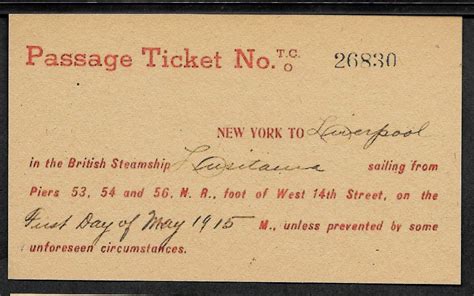 Passage Ticket No. T.C. O 26830
NEW YORK TO Liverpool
in the British Steamship Lusitania sailing from
Piers 53, 54 and 56, N. R., foot of West 14th Street, on the
First Day of May 1915 M., unless prevented by some
unforeseen circumstances.